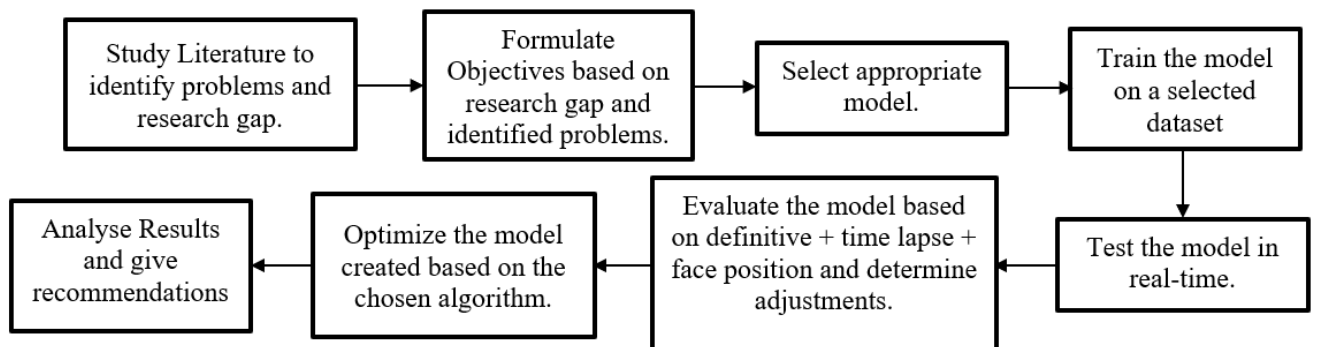 Study Literature to
identify problems and
research gap.
Formulate
Objectives based on
research gap and
identified problems.
Select appropriate
model.
Train the model
on a selected
dataset
Test the model in
real-time.
Evaluate the model based
on definitive + time lapse +
face position and determine
adjustments.
Optimize the model
created based on the
chosen algorithm.
Analyse Results
and give
recommendations